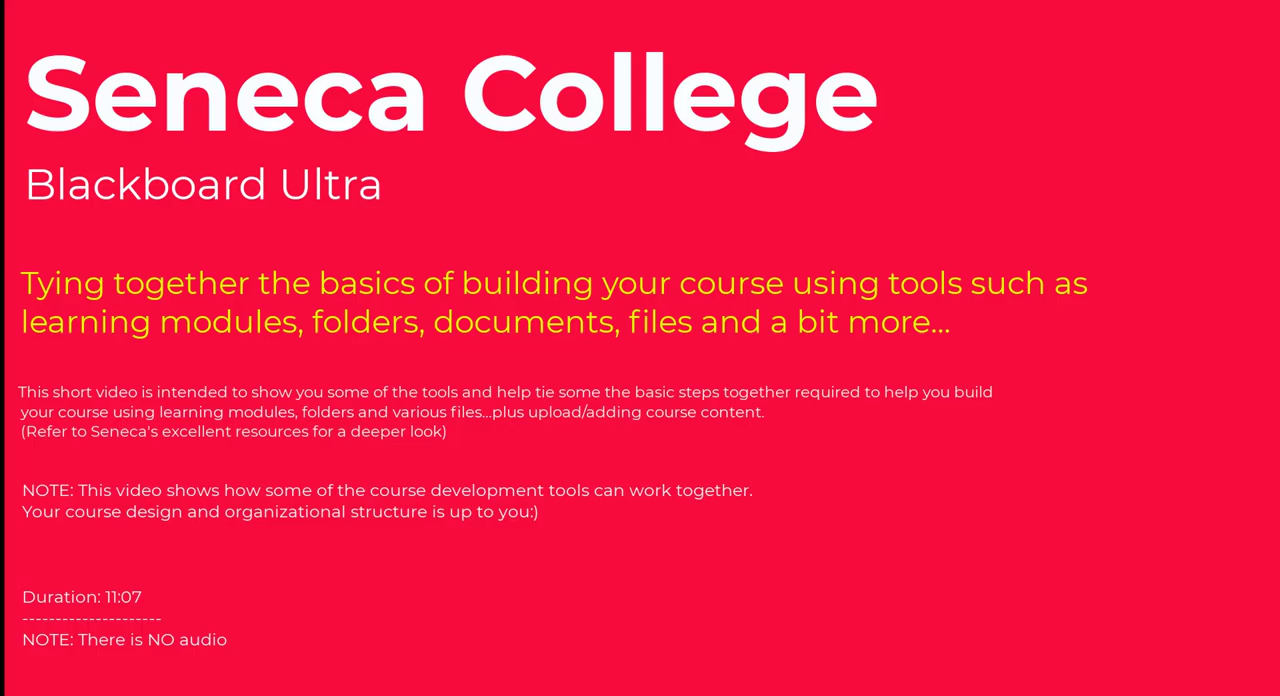 Seneca College
Blackboard Ultra
Tying together the basics of building your course using tools such as
learning modules, folders, documents, files and a bit more...
This short video is intended to show you some of the tools and help tie some the basic steps together required to help you build
your course using learning modules, folders and various files...plus upload/adding course content.
(Refer to Seneca's excellent resources for a deeper look)
NOTE: This video shows how some of the course development tools can work together.
Your course design and organizational structure is up to you:)
Duration: 11:07
---------------------
NOTE: There is NO audio